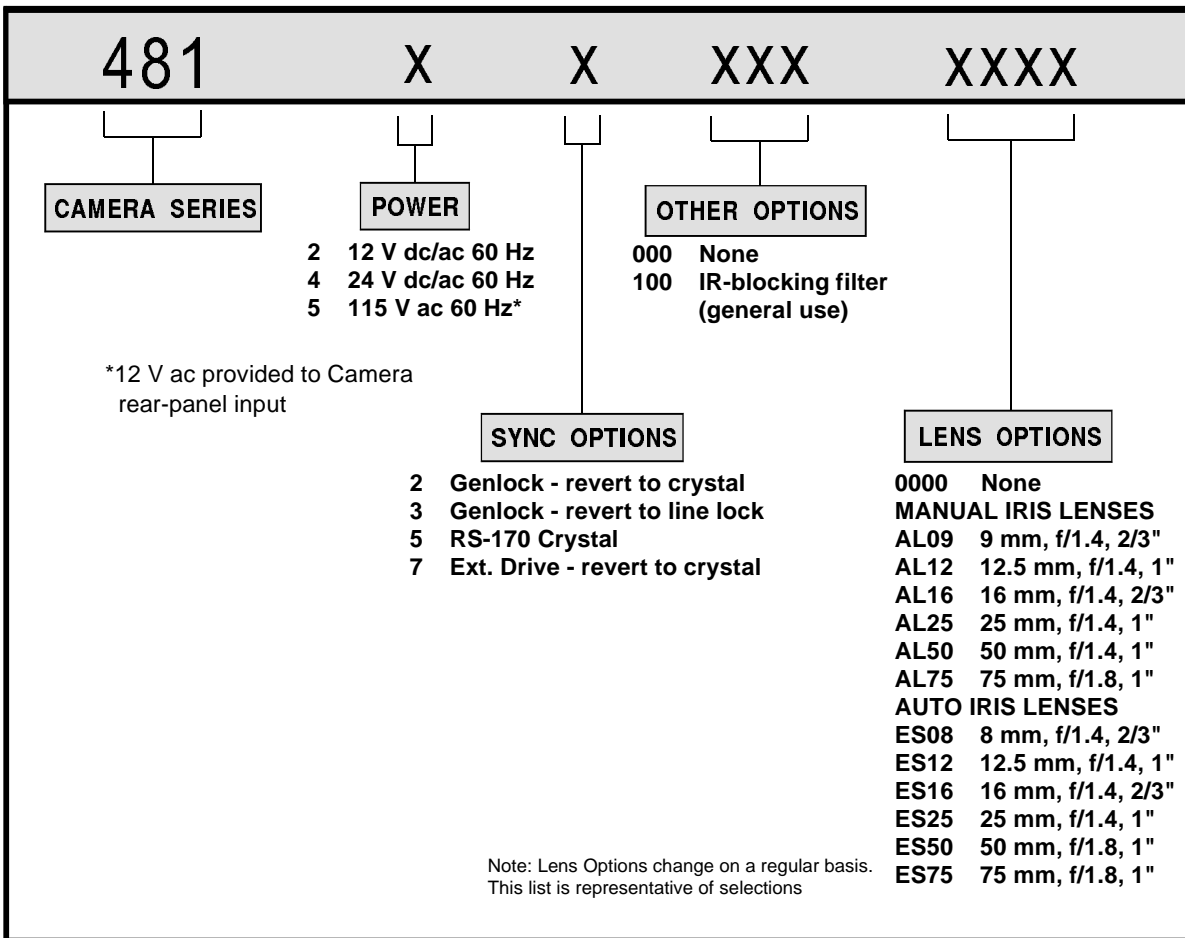 481 X X XXX XXXX
CAMERA SERIES
POWER
2 12 V dc/ac 60 Hz
4 24 V dc/ac 60 Hz
5 115 V ac 60 Hz*
*12 V ac provided to Camera
rear-panel input
OTHER OPTIONS
000 None
100 IR-blocking filter
(general use)
SYNC OPTIONS
2 Genlock - revert to crystal
3 Genlock - revert to line lock
5 RS-170 Crystal
7 Ext. Drive - revert to crystal
LENS OPTIONS
0000 None
MANUAL IRIS LENSES
AL09 9 mm, f/1.4, 2/3"
AL12 12.5 mm, f/1.4, 1"
AL16 16 mm, f/1.4, 2/3"
AL25 25 mm, f/1.4, 1"
AL50 50 mm, f/1.4, 1"
AL75 75 mm, f/1.8, 1"
AUTO IRIS LENSES
ES08 8 mm, f/1.4, 2/3"
ES12 12.5 mm, f/1.4, 1"
ES16 16 mm, f/1.4, 2/3"
ES25 25 mm, f/1.4, 1"
ES50 50 mm, f/1.8, 1"
ES75 75 mm, f/1.8, 1"
Note: Lens Options change on a regular basis.
This list is representative of selections